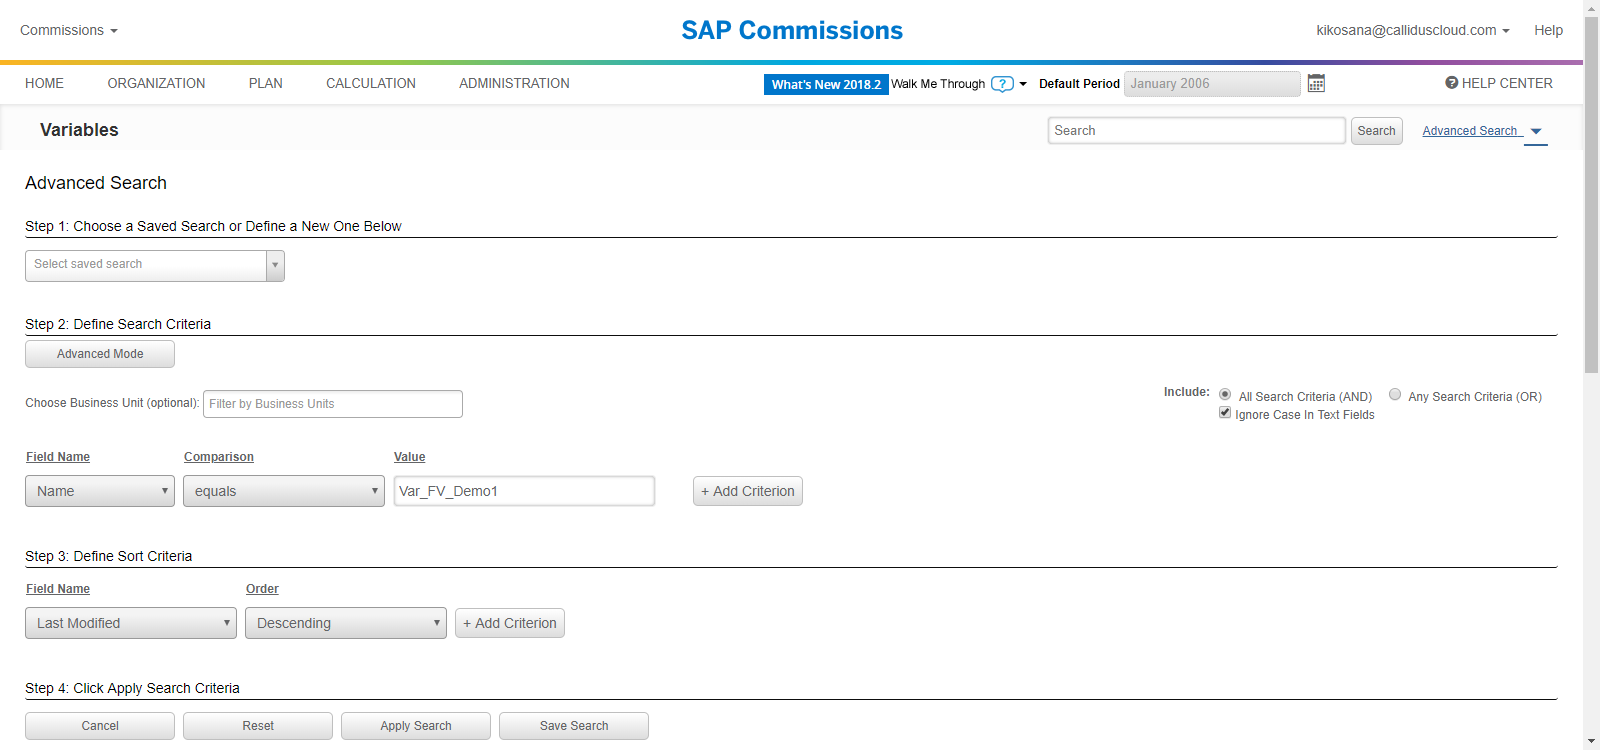 Commissions
SAP Commissions
kikosana@calliduscloud.com
Help
HOME ORGANIZATION PLAN CALCULATION ADMINISTRATION What's New 2018.2 Walk Me Through ? Default Period January 2006 ? HELP CENTER
Variables Search Search Advanced Search
Advanced Search
Step 1: Choose a Saved Search or Define a New One Below
Select saved search
Step 2: Define Search Criteria
Advanced Mode
Choose Business Unit (optional): Filter by Business Units
Include: All Search Criteria (AND) Any Search Criteria (OR)
Ignore Case In Text Fields
Field Name Comparison Value
Name equals Var_FV_Demo1 + Add Criterion
Step 3: Define Sort Criteria
Field Name Order
Last Modified Descending + Add Criterion
Step 4: Click Apply Search Criteria
Cancel Reset Apply Search Save Search